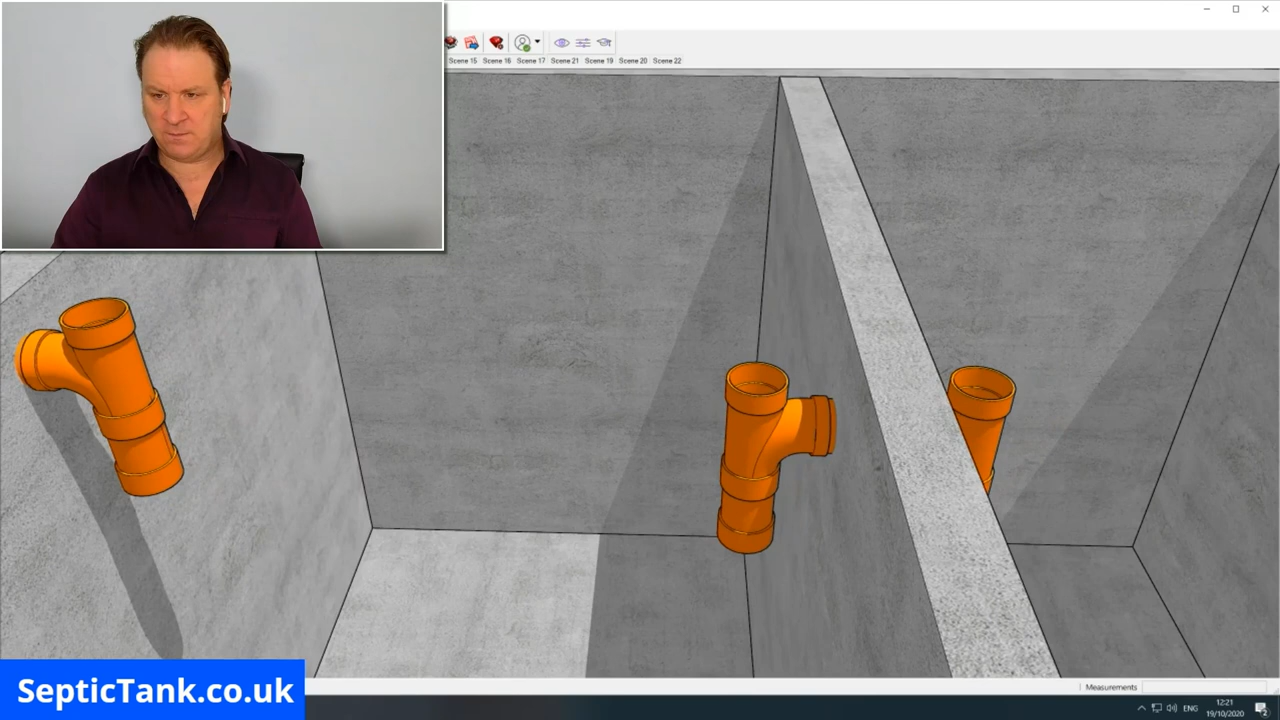 Scene 15 Scene 16 Scene 17 Scene 21 Scene 19 Scene 20 Scene 22
SepticTank.co.uk
Measurements
ENG
12:21
19/10/2020
2